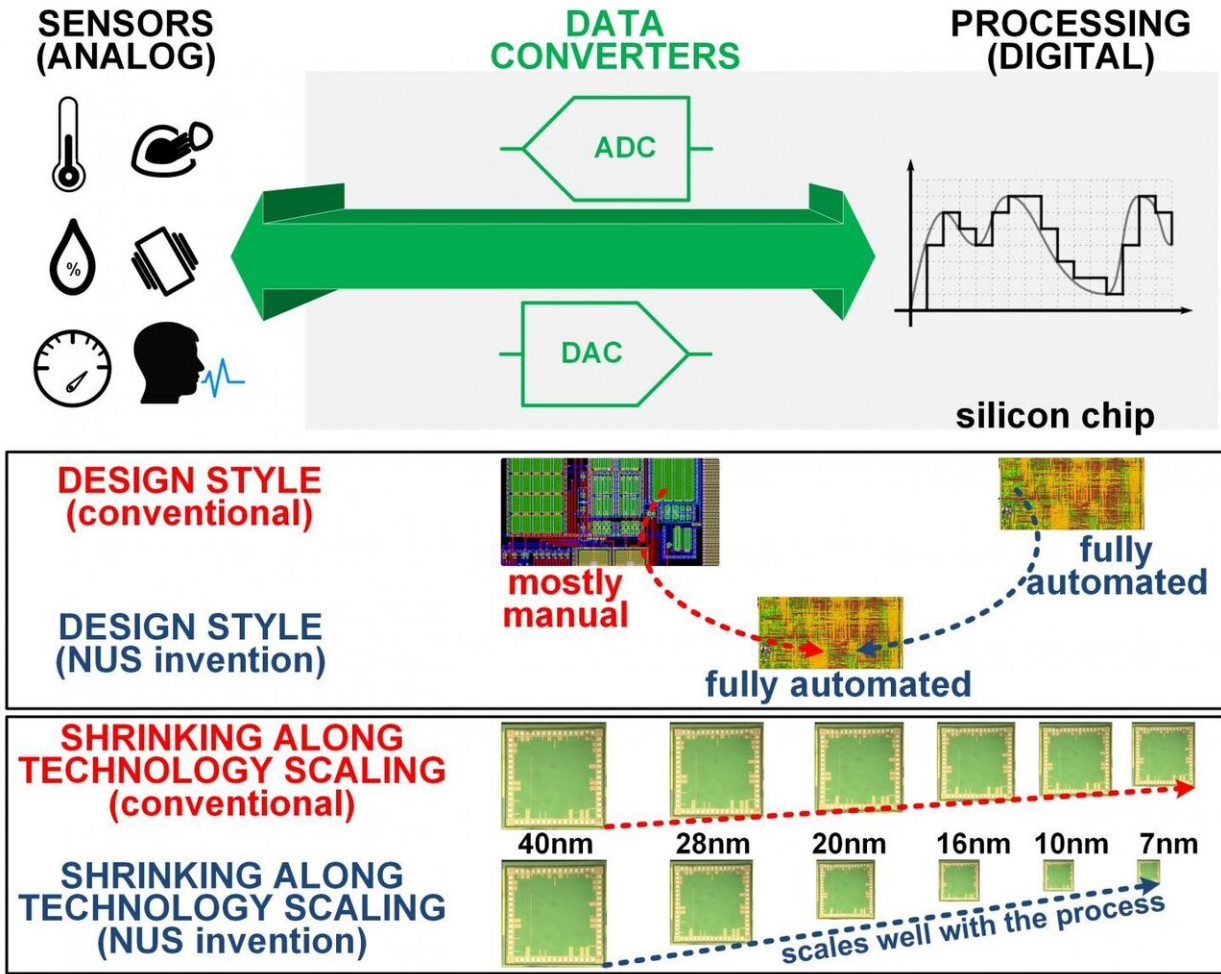 SENSORS
(ANALOG)
DATA
CONVERTERS
PROCESSING
(DIGITAL)
ADC
%
DAC
silicon chip
DESIGN STYLE
(conventional)
mostly
manual
fully
automated
DESIGN STYLE
(NUS invention)
fully automated
SHRINKING ALONG
TECHNOLOGY SCALING
(conventional)
40nm
28nm
20nm
16nm
10nm
7nm
SHRINKING ALONG
TECHNOLOGY SCALING
(NUS invention)
scales well with the process